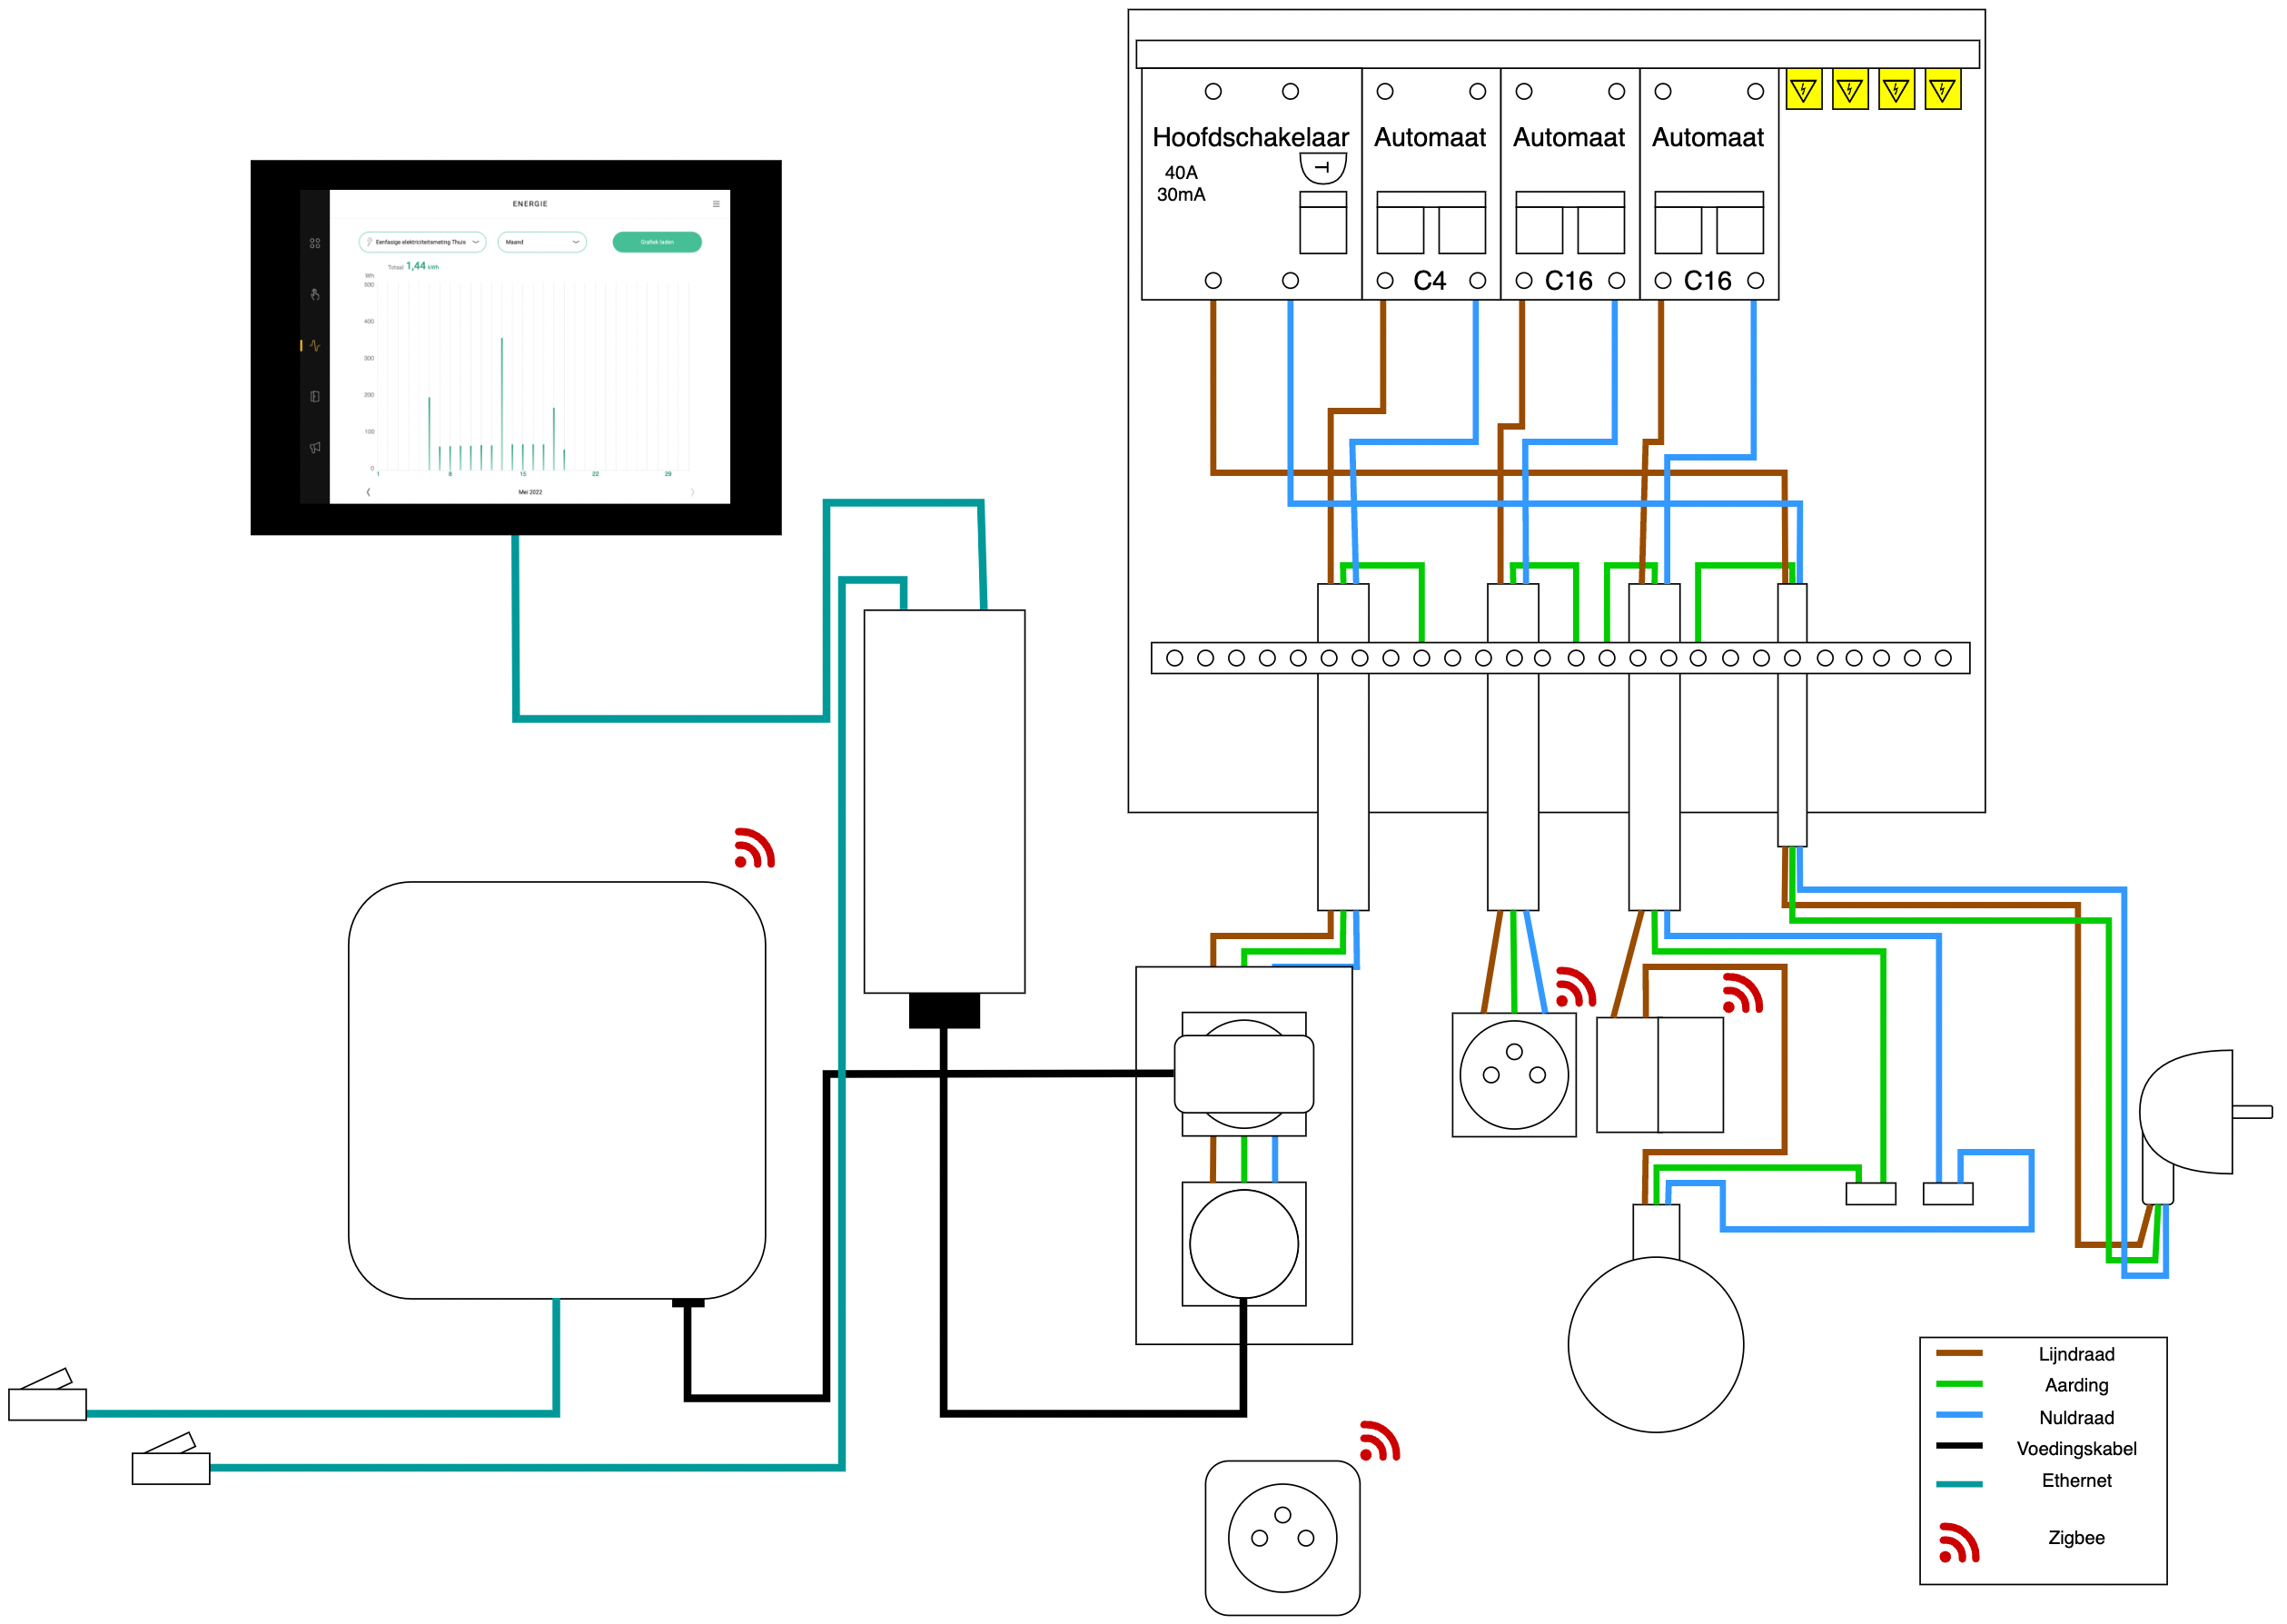 Hoofdschakelaar
40A
30mA
Automaat
C4
Automaat
C16
Automaat
C16
ENERGIE
Eenfasige elektriciteitsmeting Thuis
Maand
Grafiek laden
Totaal 1,44 kWh
Wh
500
400
300
200
100
0
1 8 15 22 29
Mei 2022
Lijndraad
Aarding
Nuldraad
Voedingskabel
Ethernet
Zigbee